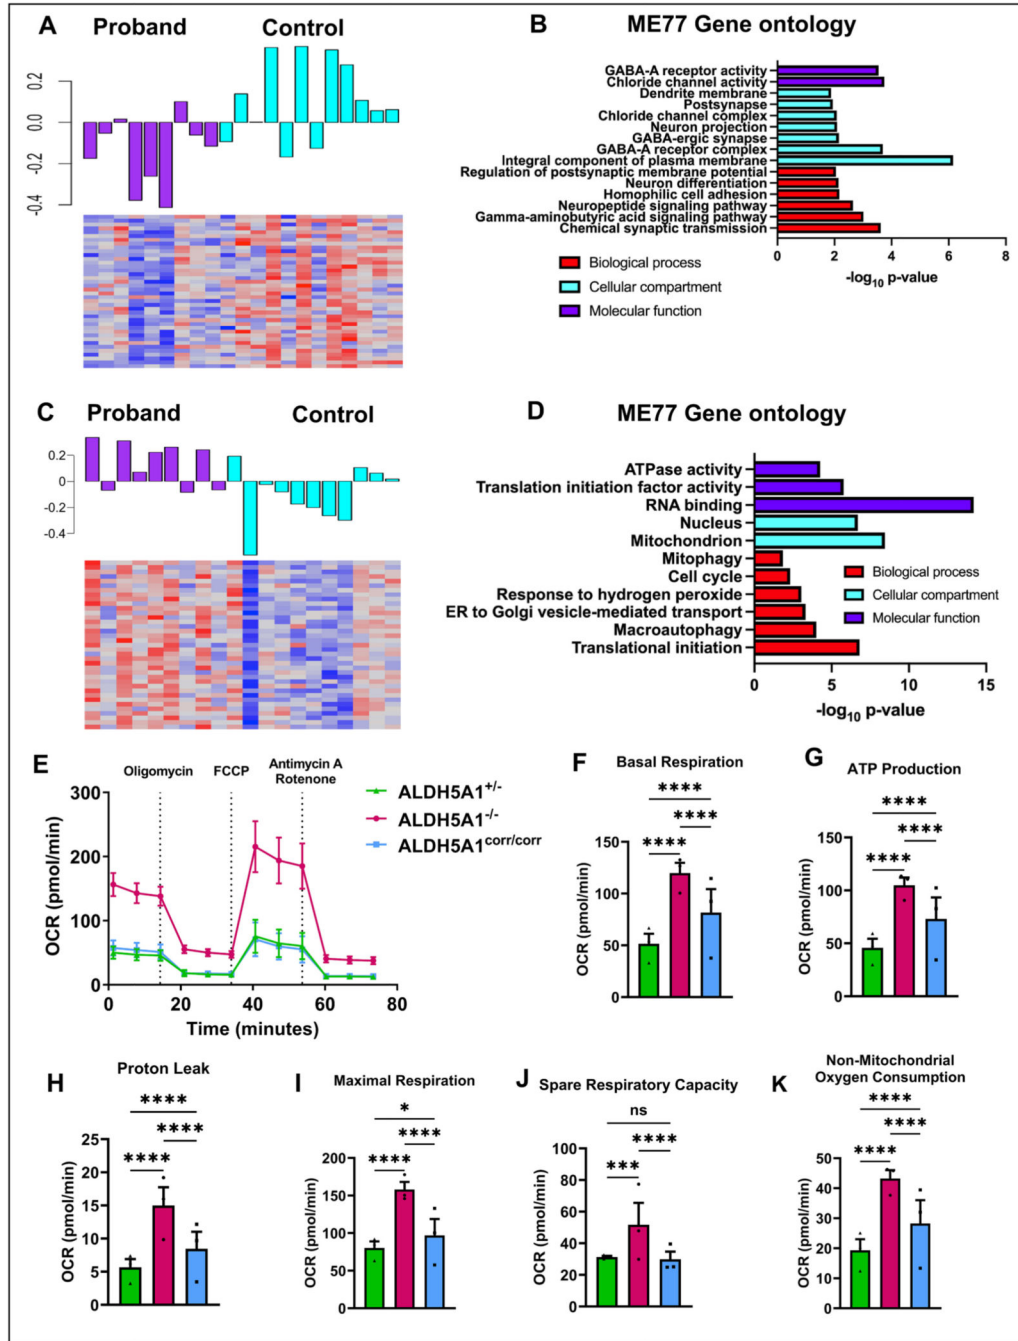 A
Proband
Control
0.2
0.0
-0.2
-0.4
B
ME77 Gene ontology
GABA-A receptor activity
Chloride channel activity
Dendrite membrane
Postsynapse
Chloride channel complex
Neuron projection
GABA-ergic synapse
GABA-A receptor complex
Integral component of plasma membrane
Regulation of postsynaptic membrane potential
Neuron differentiation
Homophilic cell adhesion
Neuropeptide signaling pathway
Gamma-aminobutyric acid signaling pathway
Chemical synaptic transmission
0 2 4 6 8
-log10 p-value
Biological process
Cellular compartment
Molecular function
C
Proband
Control
0.2
0
-0.2
-0.4
D
ME77 Gene ontology
ATPase activity
Translation initiation factor activity
RNA binding
Nucleus
Mitochondrion
Mitophagy
Cell cycle
Response to hydrogen peroxide
ER to Golgi vesicle-mediated transport
Macroautophagy
Translational initiation
Biological process
Cellular compartment
Molecular function
0 5 10 15
-log10 p-value
E
Oligomycin
FCCP
Antimycin A
Rotenone
ALDH5A1+/-
ALDH5A1-/-
ALDH5A1corr/corr
300
200
100
0
OCR (pmol/min)
0 20 40 60 80
Time (minutes)
F
Basal Respiration
****
****
****
150
100
50
0
OCR (pmol/min)
G
ATP Production
****
****
****
150
100
50
0
OCR (pmol/min)
H
Proton Leak
****
****
****
25
20
15
10
5
0
OCR (pmol/min)
I
Maximal Respiration
*
****
****
200
150
100
50
0
OCR (pmol/min)
J
Spare Respiratory Capacity
ns
****
***
100
80
60
40
20
0
OCR (pmol/min)
K
Non-Mitochondrial
Oxygen Consumption
****
****
****
50
40
30
20
10
0
OCR (pmol/min)